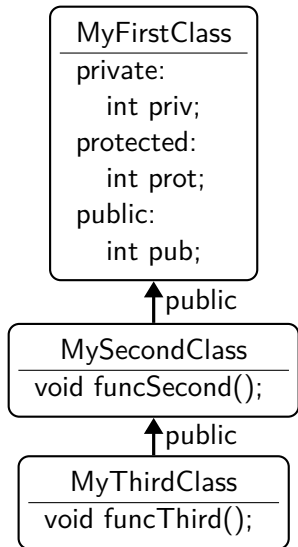 MyFirstClass
private:
int priv;
protected:
int prot;
public:
int pub;
public
MySecondClass
void funcSecond();
public
MyThirdClass
void funcThird();